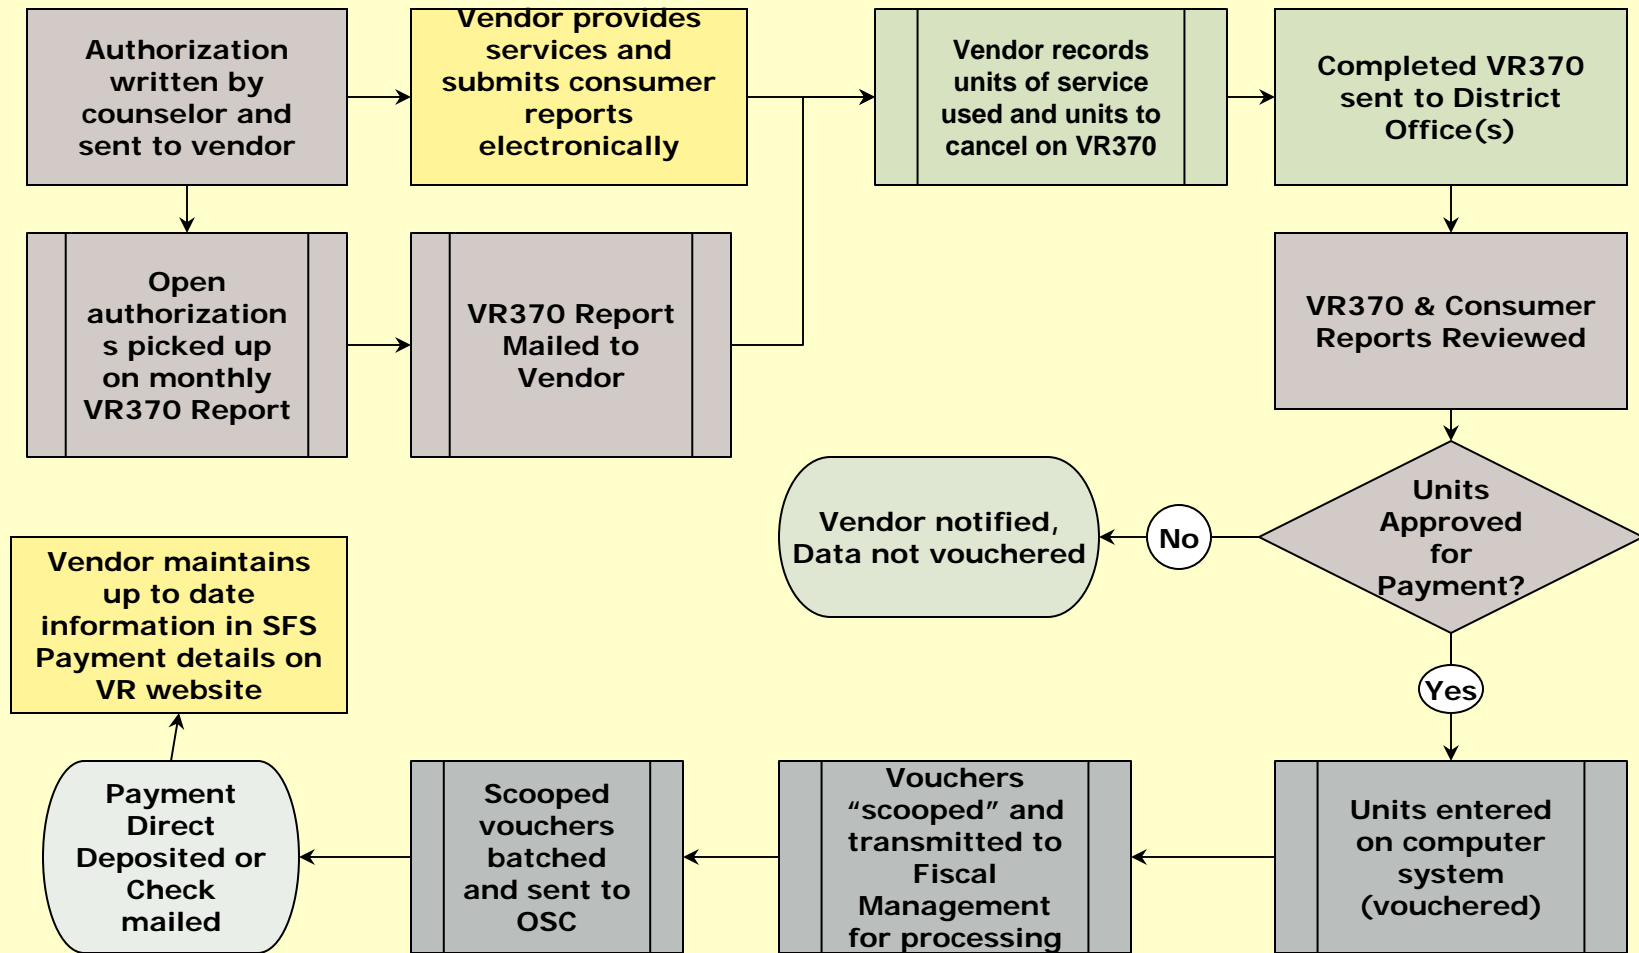 Authorization
written by
counselor and
sent to vendor
Vendor provides
services and
submits consumer
reports
electronically
Vendor records
units of service
used and units to
cancel on VR370
Completed VR370
sent to District
Office(s)
Open
authorization
s picked up
on monthly
VR370 Report
VR370 Report
Mailed to
Vendor
VR370 & Consumer
Reports Reviewed
Units
Approved
for
Payment?
No
Vendor notified,
Data not vouchered
Yes
Vendor maintains
up to date
information in SFS
Payment details on
VR website
Payment
Direct
Deposited or
Check
mailed
Scooped
vouchers
batched
and sent to
OSC
Vouchers
“scooped” and
transmitted to
Fiscal
Management
for processing
Units entered
on computer
system
(vouchered)